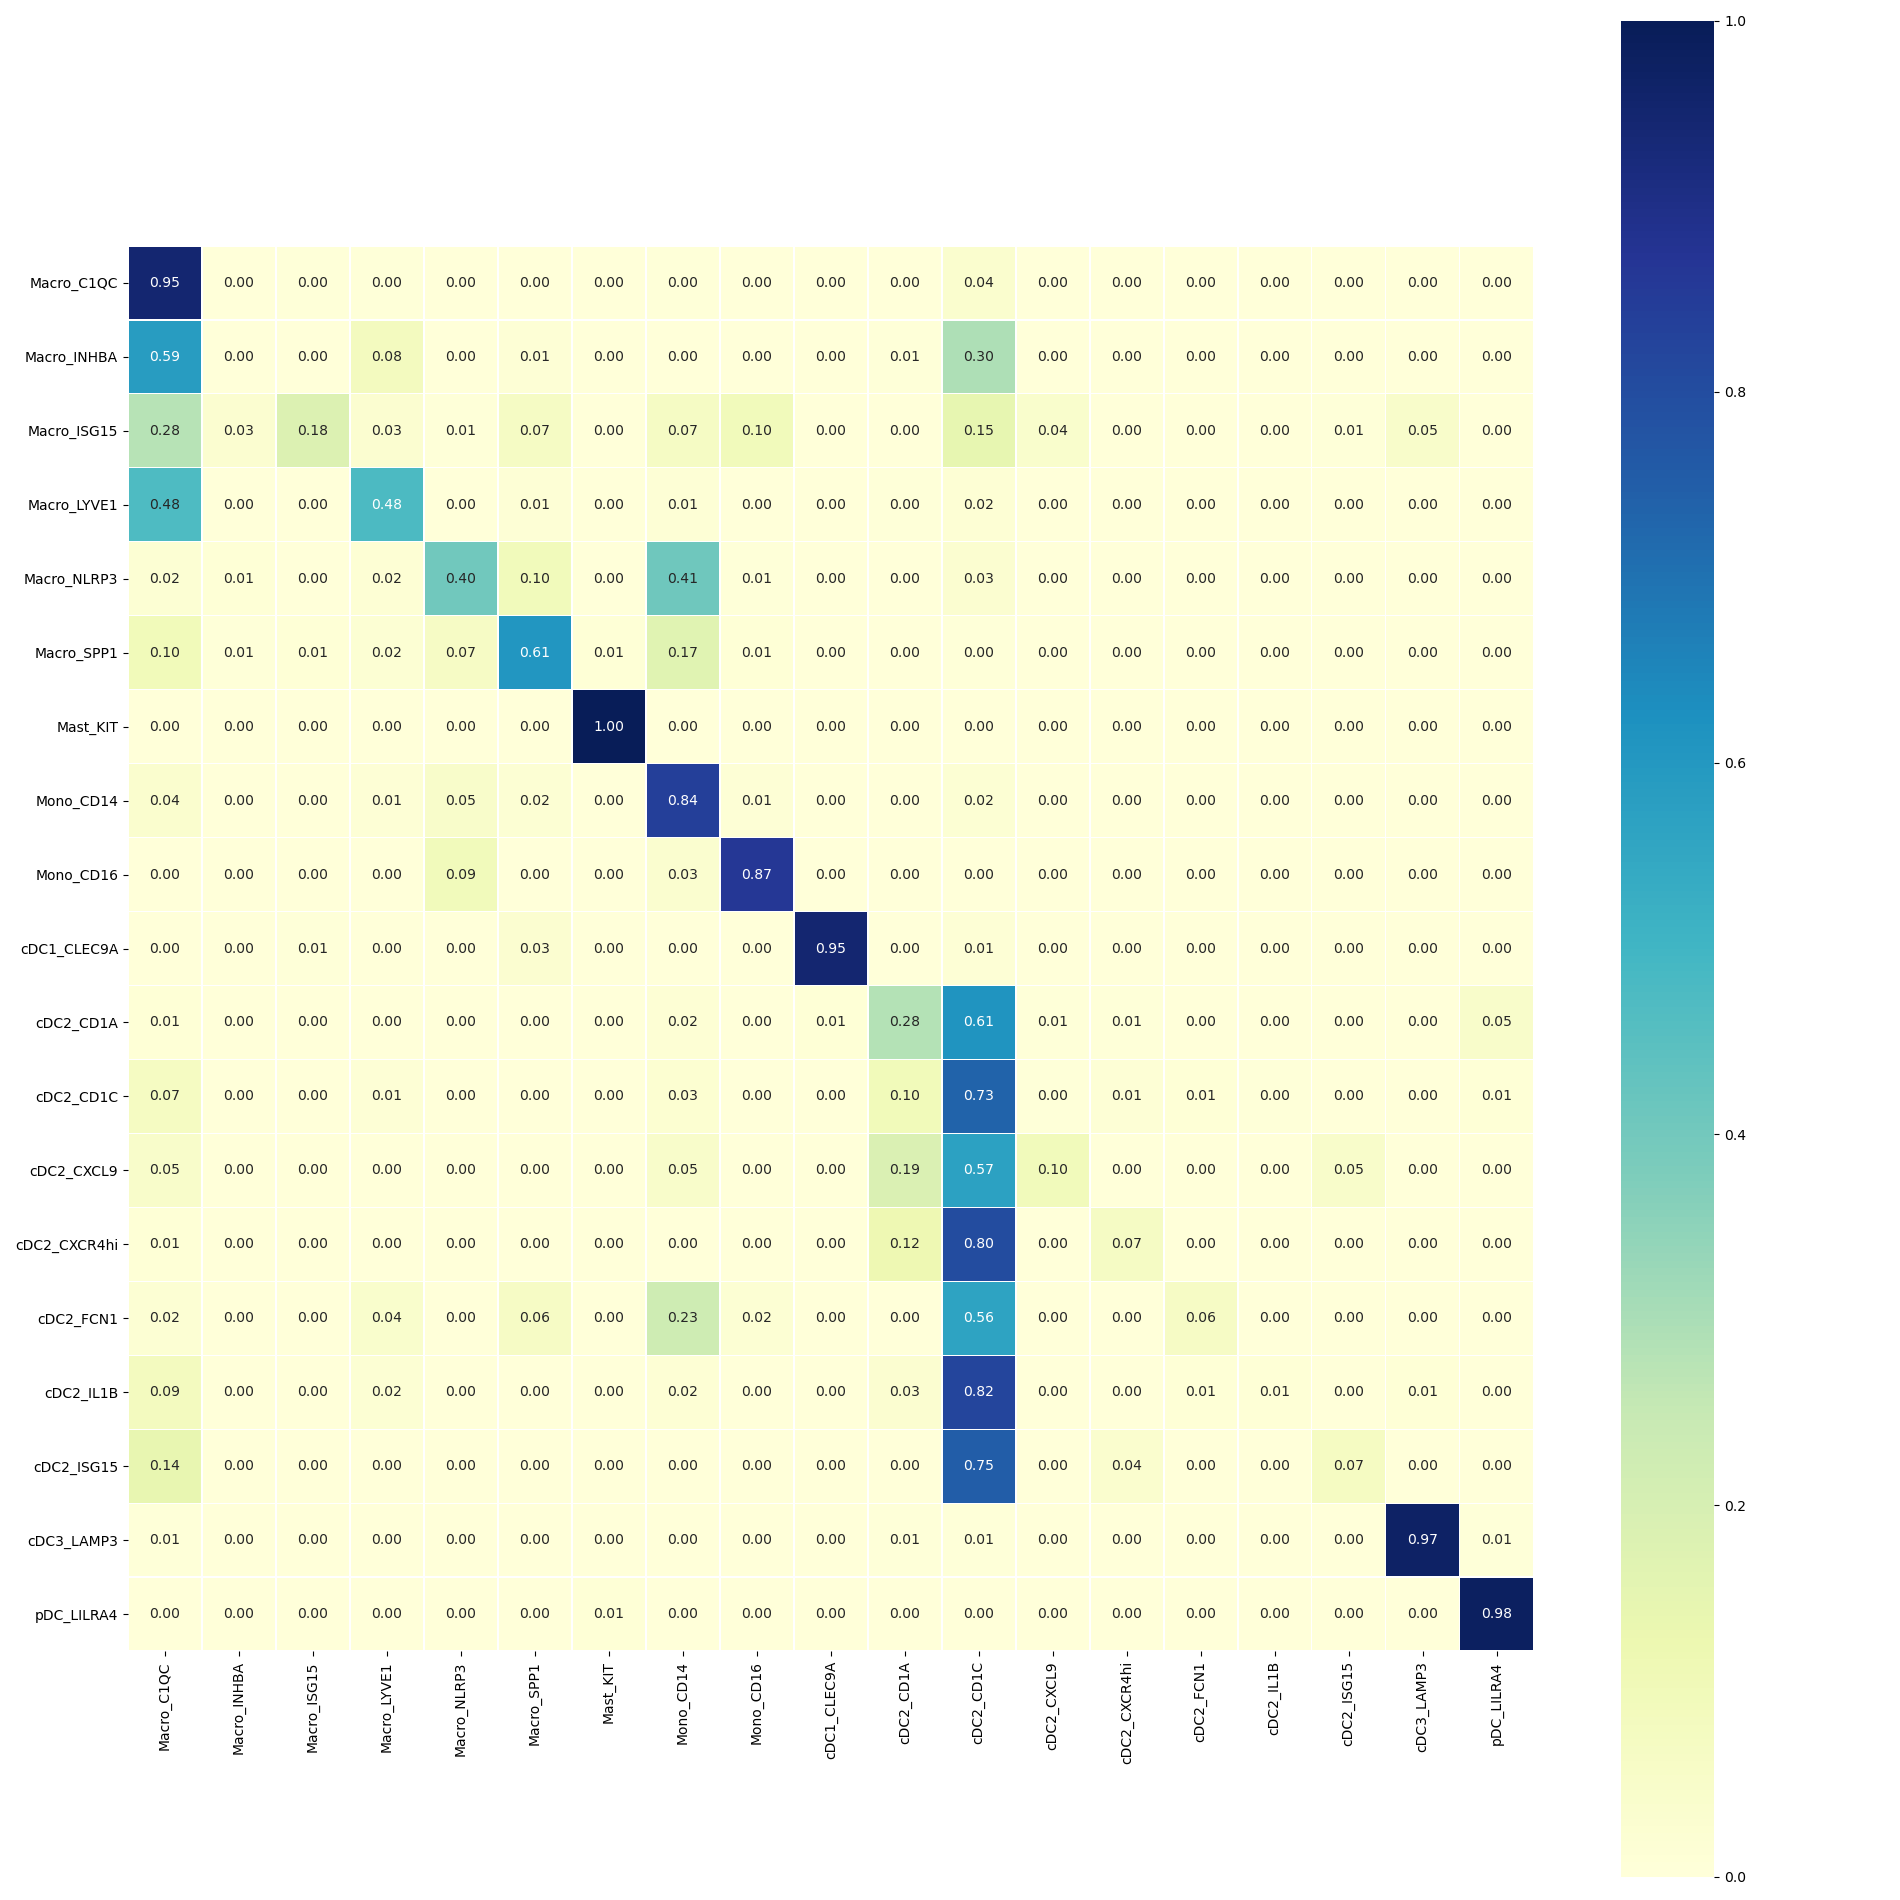 1.0
Macro_C1QC 0.95 0.00 0.00 0.00 0.00 0.00 0.00 0.00 0.00 0.00 0.00 0.04 0.00 0.00 0.00 0.00 0.00 0.00 0.00
Macro_INHBA 0.59 0.00 0.00 0.08 0.00 0.01 0.00 0.00 0.00 0.00 0.01 0.30 0.00 0.00 0.00 0.00 0.00 0.00 0.00
0.8
Macro_ISG15 0.28 0.03 0.18 0.03 0.01 0.07 0.00 0.07 0.10 0.00 0.00 0.15 0.04 0.00 0.00 0.00 0.01 0.05 0.00
Macro_LYVE1 0.48 0.00 0.00 0.48 0.00 0.01 0.00 0.01 0.00 0.00 0.00 0.02 0.00 0.00 0.00 0.00 0.00 0.00 0.00
Macro_NLRP3 0.02 0.01 0.00 0.02 0.40 0.10 0.00 0.41 0.01 0.00 0.00 0.03 0.00 0.00 0.00 0.00 0.00 0.00 0.00
Macro_SPP1 0.10 0.01 0.01 0.02 0.07 0.61 0.01 0.17 0.01 0.00 0.00 0.00 0.00 0.00 0.00 0.00 0.00 0.00 0.00
Mast_KIT 0.00 0.00 0.00 0.00 0.00 0.00 1.00 0.00 0.00 0.00 0.00 0.00 0.00 0.00 0.00 0.00 0.00 0.00 0.00
0.6
Mono_CD14 0.04 0.00 0.00 0.01 0.05 0.02 0.00 0.84 0.01 0.00 0.00 0.02 0.00 0.00 0.00 0.00 0.00 0.00 0.00
Mono_CD16 0.00 0.00 0.00 0.00 0.09 0.00 0.00 0.03 0.87 0.00 0.00 0.00 0.00 0.00 0.00 0.00 0.00 0.00 0.00
cDC1_CLEC9A 0.00 0.00 0.01 0.00 0.00 0.03 0.00 0.00 0.00 0.95 0.00 0.01 0.00 0.00 0.00 0.00 0.00 0.00 0.00
cDC2_CD1A 0.01 0.00 0.00 0.00 0.00 0.00 0.00 0.02 0.00 0.01 0.28 0.61 0.01 0.01 0.00 0.00 0.00 0.00 0.05
cDC2_CD1C 0.07 0.00 0.00 0.01 0.00 0.00 0.00 0.03 0.00 0.00 0.10 0.73 0.00 0.01 0.01 0.00 0.00 0.00 0.01
0.4
cDC2_CXCL9 0.05 0.00 0.00 0.00 0.00 0.00 0.00 0.05 0.00 0.00 0.19 0.57 0.10 0.00 0.00 0.00 0.05 0.00 0.00
cDC2_CXCR4hi 0.01 0.00 0.00 0.00 0.00 0.00 0.00 0.00 0.00 0.00 0.12 0.80 0.00 0.07 0.00 0.00 0.00 0.00 0.00
cDC2_FCN1 0.02 0.00 0.00 0.04 0.00 0.06 0.00 0.23 0.02 0.00 0.00 0.56 0.00 0.00 0.06 0.00 0.00 0.00 0.00
cDC2_IL1B 0.09 0.00 0.00 0.02 0.00 0.00 0.00 0.02 0.00 0.00 0.03 0.82 0.00 0.00 0.01 0.01 0.00 0.01 0.00
cDC2_ISG15 0.14 0.00 0.00 0.00 0.00 0.00 0.00 0.00 0.00 0.00 0.00 0.75 0.00 0.04 0.00 0.00 0.07 0.00 0.00
0.2
cDC3_LAMP3 0.01 0.00 0.00 0.00 0.00 0.00 0.00 0.00 0.00 0.00 0.01 0.01 0.00 0.00 0.00 0.00 0.00 0.97 0.01
pDC_LILRA4 0.00 0.00 0.00 0.00 0.00 0.00 0.01 0.00 0.00 0.00 0.00 0.00 0.00 0.00 0.00 0.00 0.00 0.00 0.98
Macro_C1QC
Macro_INHBA
Macro_ISG15
Macro_LYVE1
Macro_NLRP3
Macro_SPP1
Mast_KIT
Mono_CD14
Mono_CD16
cDC1_CLEC9A
cDC2_CD1A
cDC2_CD1C
cDC2_CXCL9
cDC2_CXCR4hi
cDC2_FCN1
cDC2_IL1B
cDC2_ISG15
cDC3_LAMP3
pDC_LILRA4
0.0